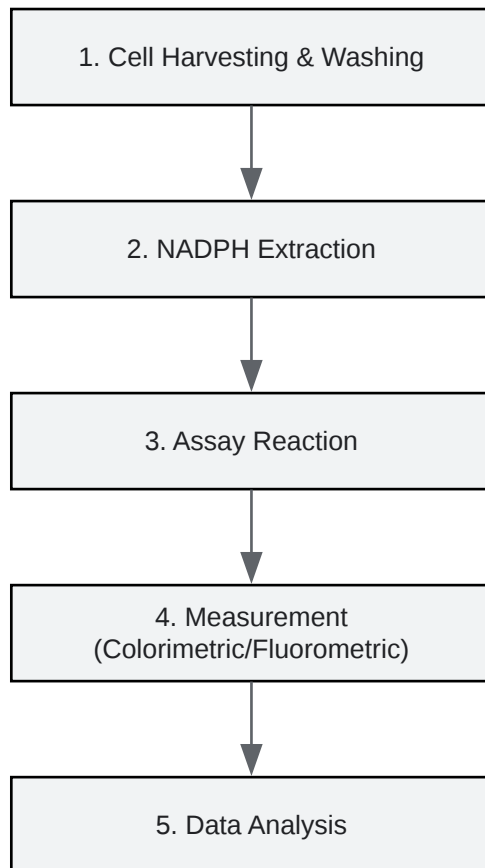 1. Cell Harvesting & Washing
2. NADPH Extraction
3. Assay Reaction
4. Measurement
(Colorimetric/Fluorometric)
5. Data Analysis